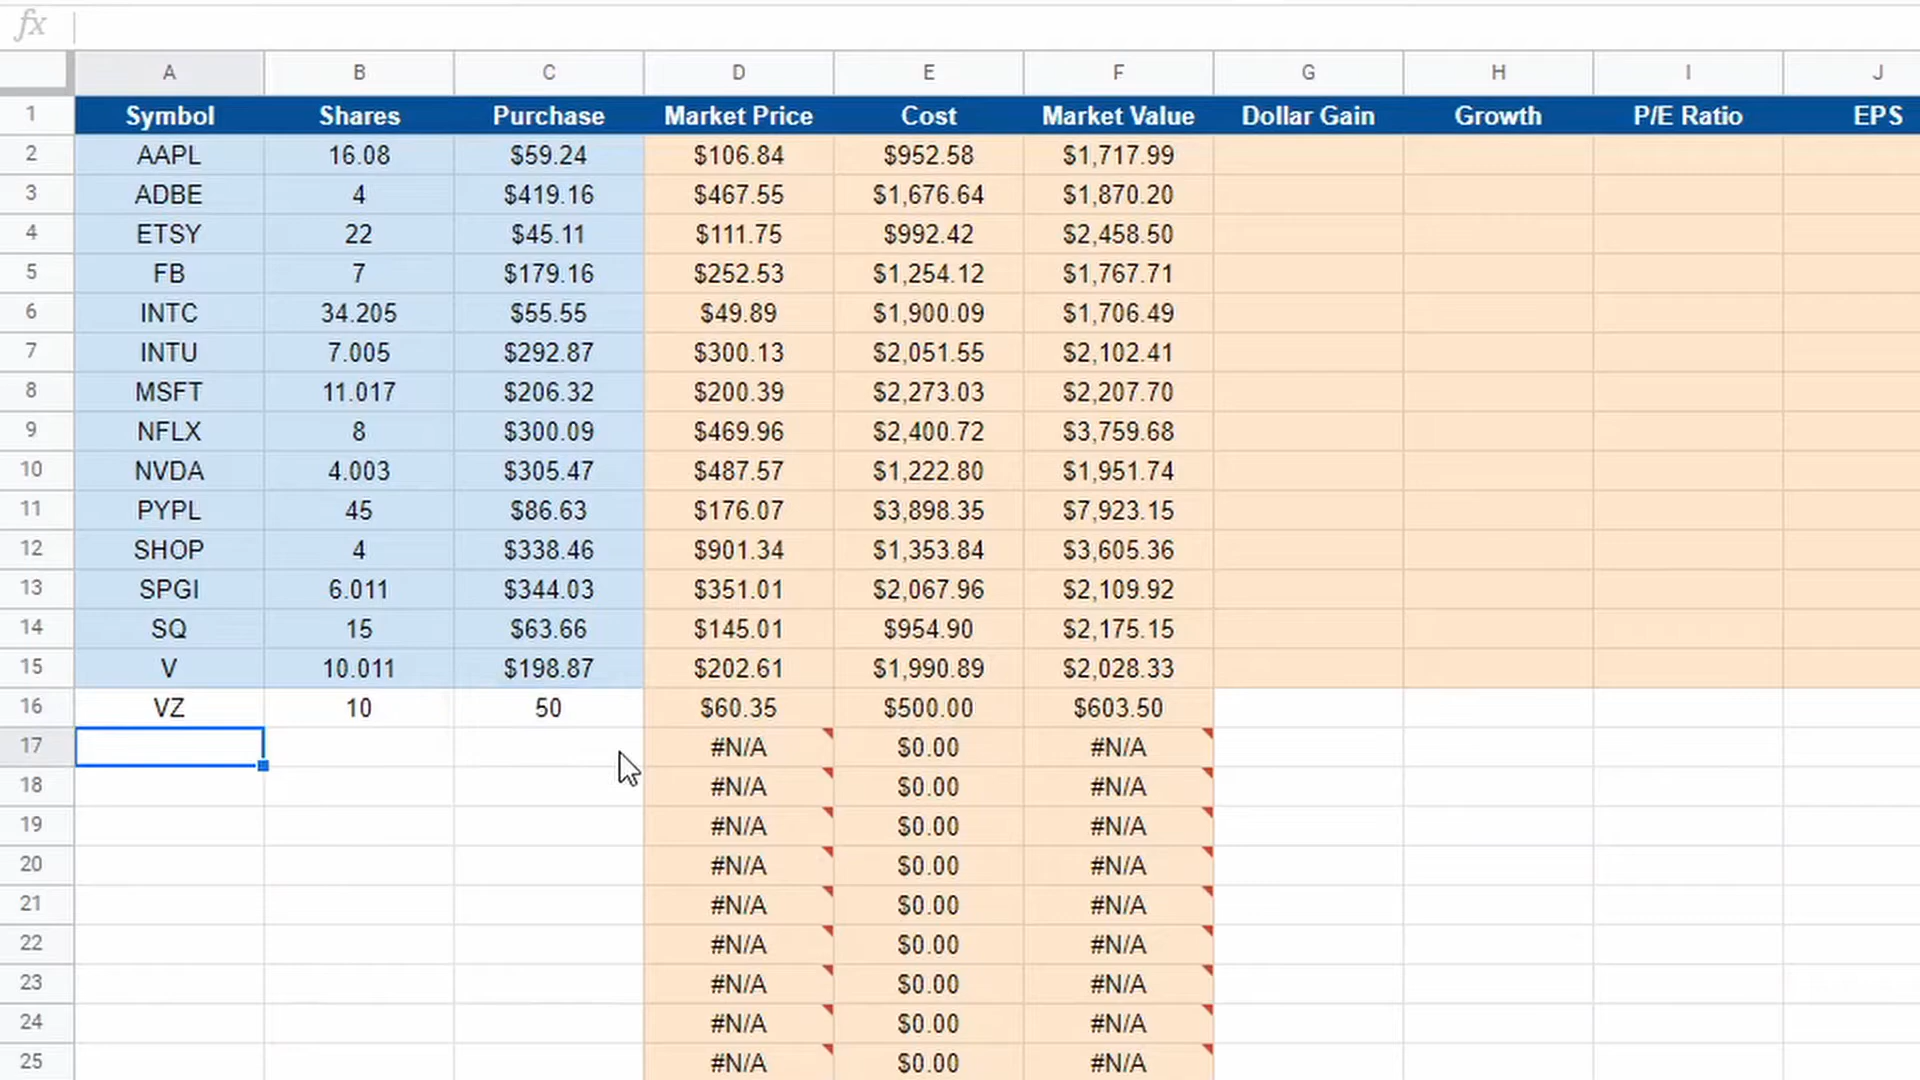 fx
A B C D E F G H I J
1 Symbol Shares Purchase Market Price Cost Market Value Dollar Gain Growth P/E Ratio EPS
2 AAPL 16.08 $59.24 $106.84 $952.58 $1,717.99
3 ADBE 4 $419.16 $467.55 $1,676.64 $1,870.20
4 ETSY 22 $45.11 $111.75 $992.42 $2,458.50
5 FB 7 $179.16 $252.53 $1,254.12 $1,767.71
6 INTC 34.205 $55.55 $49.89 $1,900.09 $1,706.49
7 INTU 7.005 $292.87 $300.13 $2,051.55 $2,102.41
8 MSFT 11.017 $206.32 $200.39 $2,273.03 $2,207.70
9 NFLX 8 $300.09 $469.96 $2,400.72 $3,759.68
10 NVDA 4.003 $305.47 $487.57 $1,222.80 $1,951.74
11 PYPL 45 $86.63 $176.07 $3,898.35 $7,923.15
12 SHOP 4 $338.46 $901.34 $1,353.84 $3,605.36
13 SPGI 6.011 $344.03 $351.01 $2,067.96 $2,109.92
14 SQ 15 $63.66 $145.01 $954.90 $2,175.15
15 V 10.011 $198.87 $202.61 $1,990.89 $2,028.33
16 VZ 10 50 $60.35 $500.00 $603.50
17 #N/A $0.00 #N/A
18 #N/A $0.00 #N/A
19 #N/A $0.00 #N/A
20 #N/A $0.00 #N/A
21 #N/A $0.00 #N/A
22 #N/A $0.00 #N/A
23 #N/A $0.00 #N/A
24 #N/A $0.00 #N/A
25 #N/A $0.00 #N/A